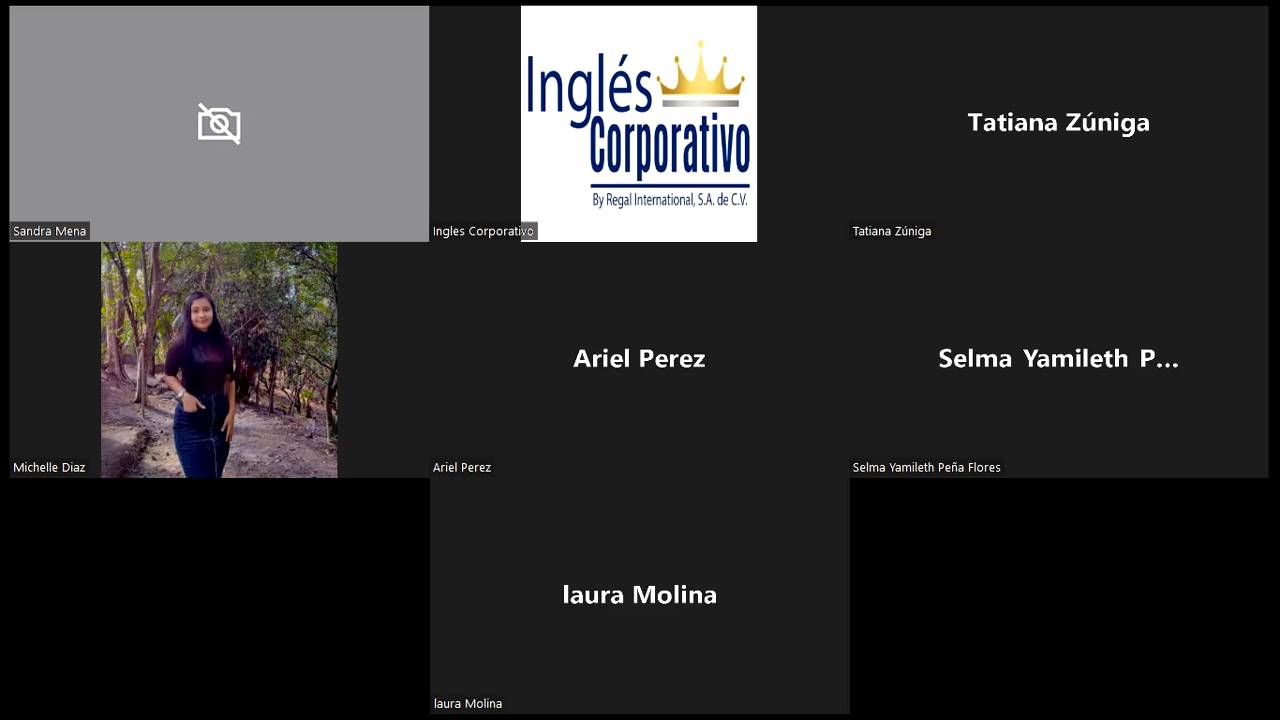 Sandra Mena
Inglés
Corporativo
By Regal International, S.A. de C.V.
Ingles Corporativo
Tatiana Zúniga
Tatiana Zúniga
Michelle Diaz
Ariel Perez
Ariel Perez
Selma Yamileth P...
Selma Yamileth Peña Flores
laura Molina
laura Molina